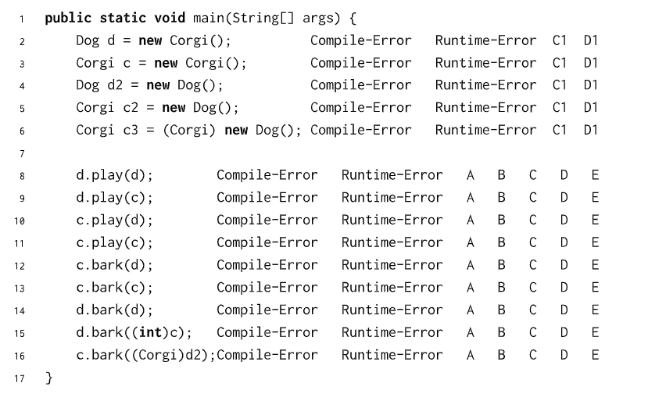 1 public static void main(String[] args) {
2 Dog d = new Corgi(); Compile-Error Runtime-Error C1 D1
3 Corgi c = new Corgi(); Compile-Error Runtime-Error C1 D1
4 Dog d2 = new Dog(); Compile-Error Runtime-Error C1 D1
5 Corgi c2 = new Dog(); Compile-Error Runtime-Error C1 D1
6 Corgi c3 = (Corgi) new Dog(); Compile-Error Runtime-Error C1 D1
7
8 d.play(d); Compile-Error Runtime-Error A B C D E
9 d.play(c); Compile-Error Runtime-Error A B C D E
10 c.play(d); Compile-Error Runtime-Error A B C D E
11 c.play(c); Compile-Error Runtime-Error A B C D E
12 c.bark(d); Compile-Error Runtime-Error A B C D E
13 c.bark(c); Compile-Error Runtime-Error A B C D E
14 d.bark(d); Compile-Error Runtime-Error A B C D E
15 d.bark((int)c); Compile-Error Runtime-Error A B C D E
16 c.bark((Corgi)d2);Compile-Error Runtime-Error A B C D E
17 }